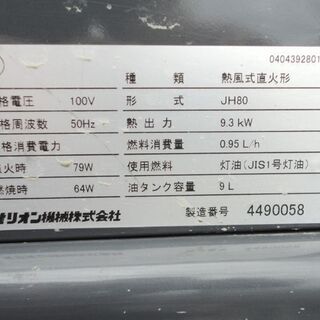 0404392801
種類 熱風式直火形
格電圧 100V 形式 JH80
格周波数 50Hz 熱出力 9.3 kW
格消費電力 燃料消費量 0.95 L/h
火時 79W 使用燃料 灯油(JIS1号灯油)
燃焼時 64W 油タンク容量 9 L
オリオン機械株式会社 製造番号 4490058